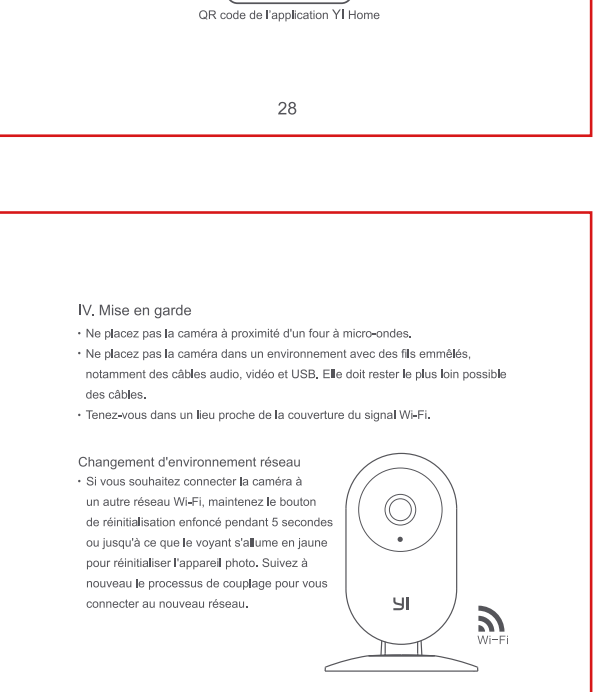 QR code de l'application YI Home
28
IV. Mise en garde
• Ne placez pas la caméra à proximité d'un four à micro-ondes.
• Ne placez pas la caméra dans un environnement avec des fils emmêlés,
notamment des câbles audio, vidéo et USB. Elle doit rester le plus loin possible
des câbles.
• Tenez-vous dans un lieu proche de la couverture du signal Wi-Fi.
Changement d'environnement réseau
• Si vous souhaitez connecter la caméra à
un autre réseau Wi-Fi, maintenez le bouton
de réinitialisation enfoncé pendant 5 secondes
ou jusqu'à ce que le voyant s'allume en jaune
pour réinitialiser l'appareil photo. Suivez à
nouveau le processus de couplage pour vous
connecter au nouveau réseau.
YI
Wi-Fi